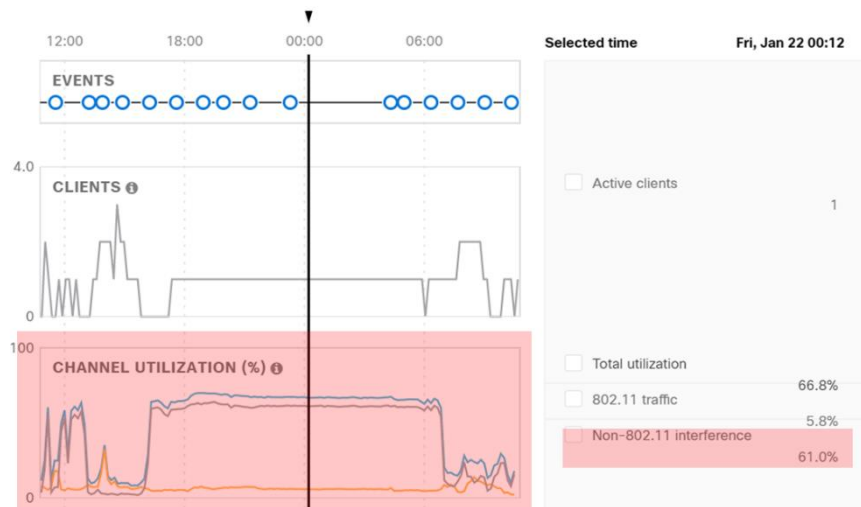 12:00 18:00 00:00 06:00
EVENTS
4.0
CLIENTS
0
100
CHANNEL UTILIZATION (%)
0
Selected time Fri, Jan 22 00:12
Active clients
1
Total utilization
66.8%
802.11 traffic
5.8%
Non-802.11 interference
61.0%